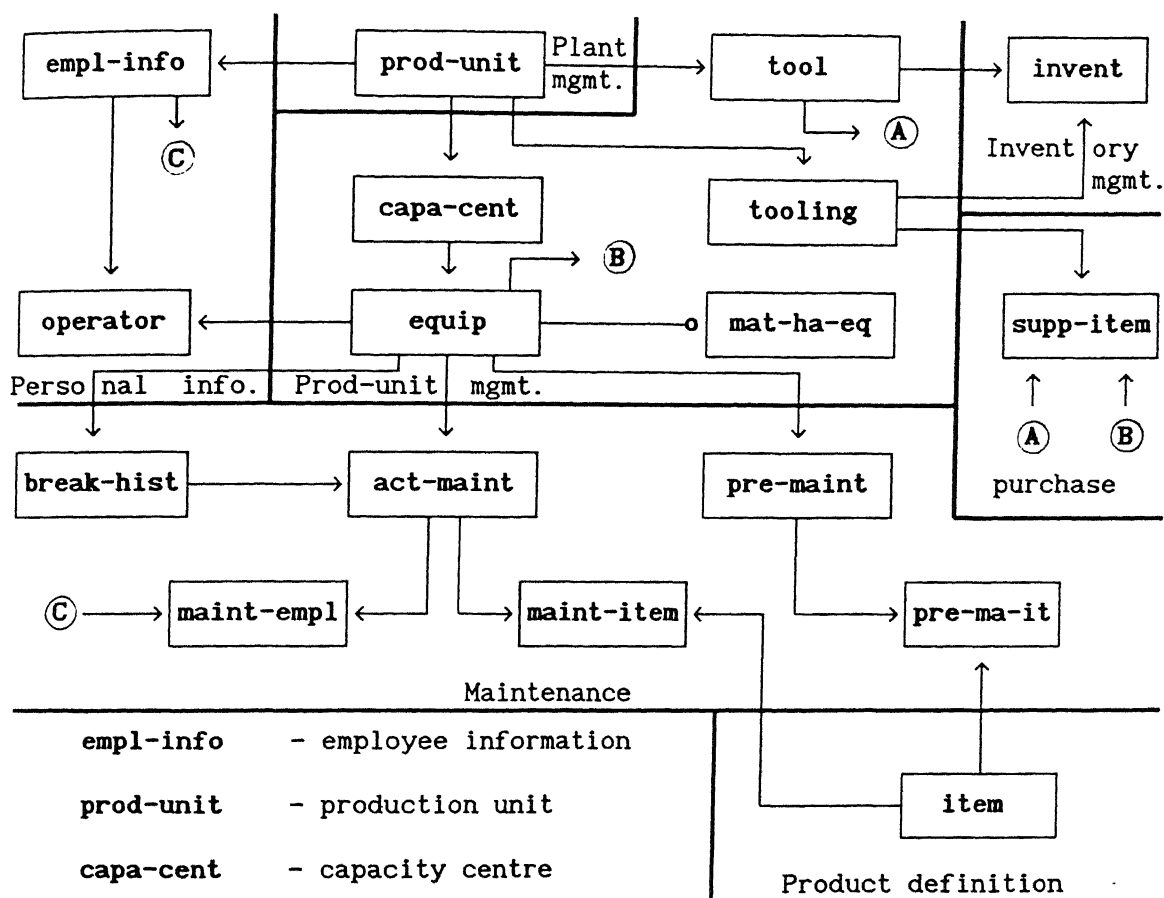 empl-info
prod-unit
Plant
mgmt.
tool
invent
C
A
Invent ory
mgmt.
capa-cent
tooling
B
operator
equip
mat-ha-eq
supp-item
Perso nal info.
Prod-unit mgmt.
A
B
break-hist
act-maint
pre-maint
purchase
C
maint-empl
maint-item
pre-ma-it
Maintenance
empl-info - employee information
prod-unit - production unit
capa-cent - capacity centre
item
Product definition